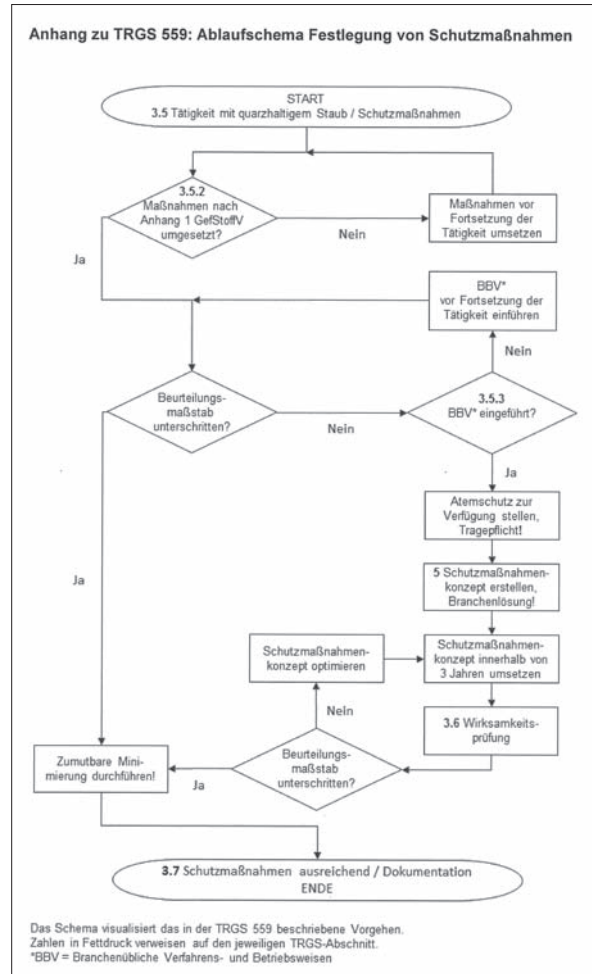 Anhang zu TRGS 559: Ablaufschema Festlegung von Schutzmaßnahmen
START
3.5 Tätigkeit mit quarzhaltigem Staub / Schutzmaßnahmen
3.5.2
Maßnahmen nach
Anhang 1 GefStoffV
umgesetzt?
Nein
Maßnahmen vor
Fortsetzung der
Tätigkeit umsetzen
Ja
BBV*
vor Fortsetzung der
Tätigkeit einführen
Nein
Beurteilungs-
maßstab
unterschritten?
Nein
3.5.3
BBV* eingeführt?
Ja
Atemschutz zur
Verfügung stellen,
Tragepflicht!
Ja
5 Schutzmaßnahmen-
konzept erstellen,
Branchenlösung!
Schutzmaßnahmen-
konzept optimieren
Schutzmaßnahmen-
konzept innerhalb von
3 Jahren umsetzen
Nein
3.6 Wirksamkeits-
prüfung
Beurteilungs-
maßstab
unterschritten?
Ja
Zumutbare Mini-
mierung durchführen!
3.7 Schutzmaßnahmen ausreichend / Dokumentation
ENDE
Das Schema visualisiert das in der TRGS 559 beschriebene Vorgehen.
Zahlen in Fettdruck verweisen auf den jeweiligen TRGS-Abschnitt.
*BBV = Branchenübliche Verfahrens- und Betriebsweisen